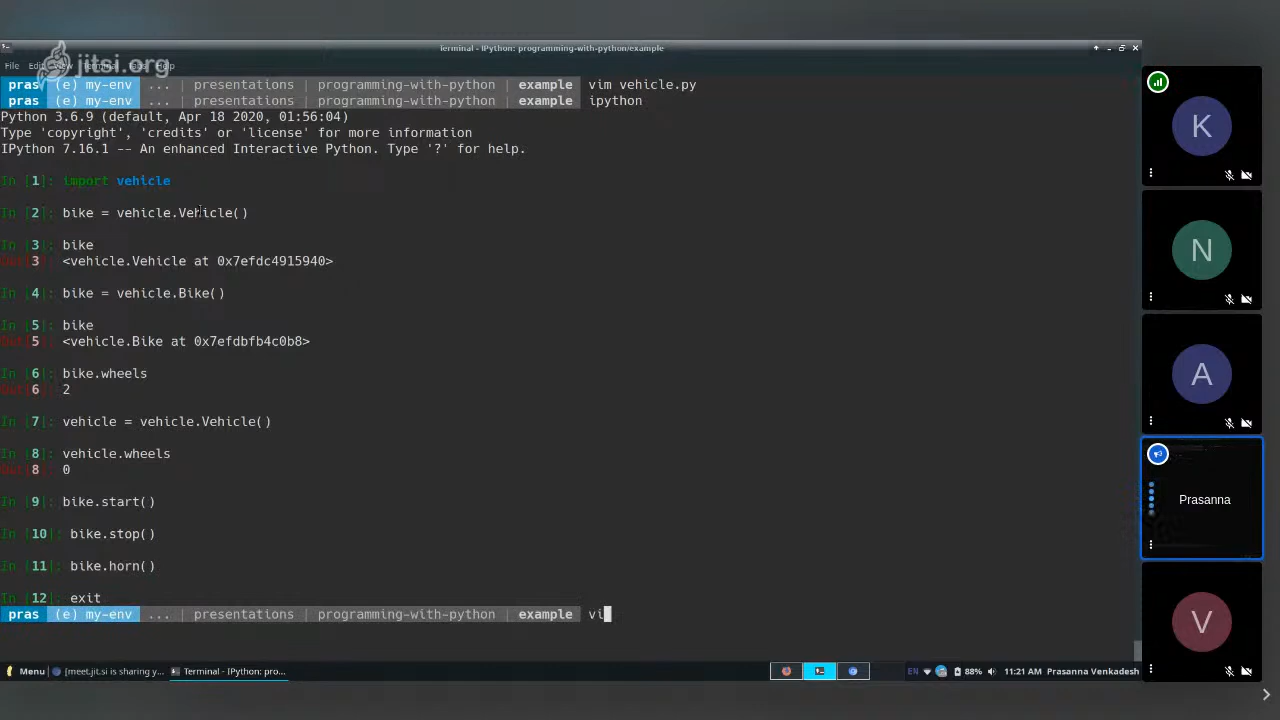 jitsi.org
Terminal - IPython: programming-with-python/example
File Edit View Terminal Tabs Help
pras (e) my-env ... | presentations | programming-with-python | example vim vehicle.py
pras (e) my-env ... | presentations | programming-with-python | example ipython
Python 3.6.9 (default, Apr 18 2020, 01:56:04)
Type 'copyright', 'credits' or 'license' for more information
IPython 7.16.1 -- An enhanced Interactive Python. Type '?' for help.
In [1]: import vehicle
In [2]: bike = vehicle.Vehicle()
In [3]: bike
Out[3]: <vehicle.Vehicle at 0x7efdc4915940>
In [4]: bike = vehicle.Bike()
In [5]: bike
Out[5]: <vehicle.Bike at 0x7efdbfb4c0b8>
In [6]: bike.wheels
Out[6]: 2
In [7]: vehicle = vehicle.Vehicle()
In [8]: vehicle.wheels
Out[8]: 0
In [9]: bike.start()
In [10]: bike.stop()
In [11]: bike.horn()
In [12]: exit
pras (e) my-env ... | presentations | programming-with-python | example vi
K
N
A
Prasanna
V
Menu [meet.jit.si is sharing y... Terminal - IPython: pro... EN 88% 11:21 AM Prasanna Venkadesh